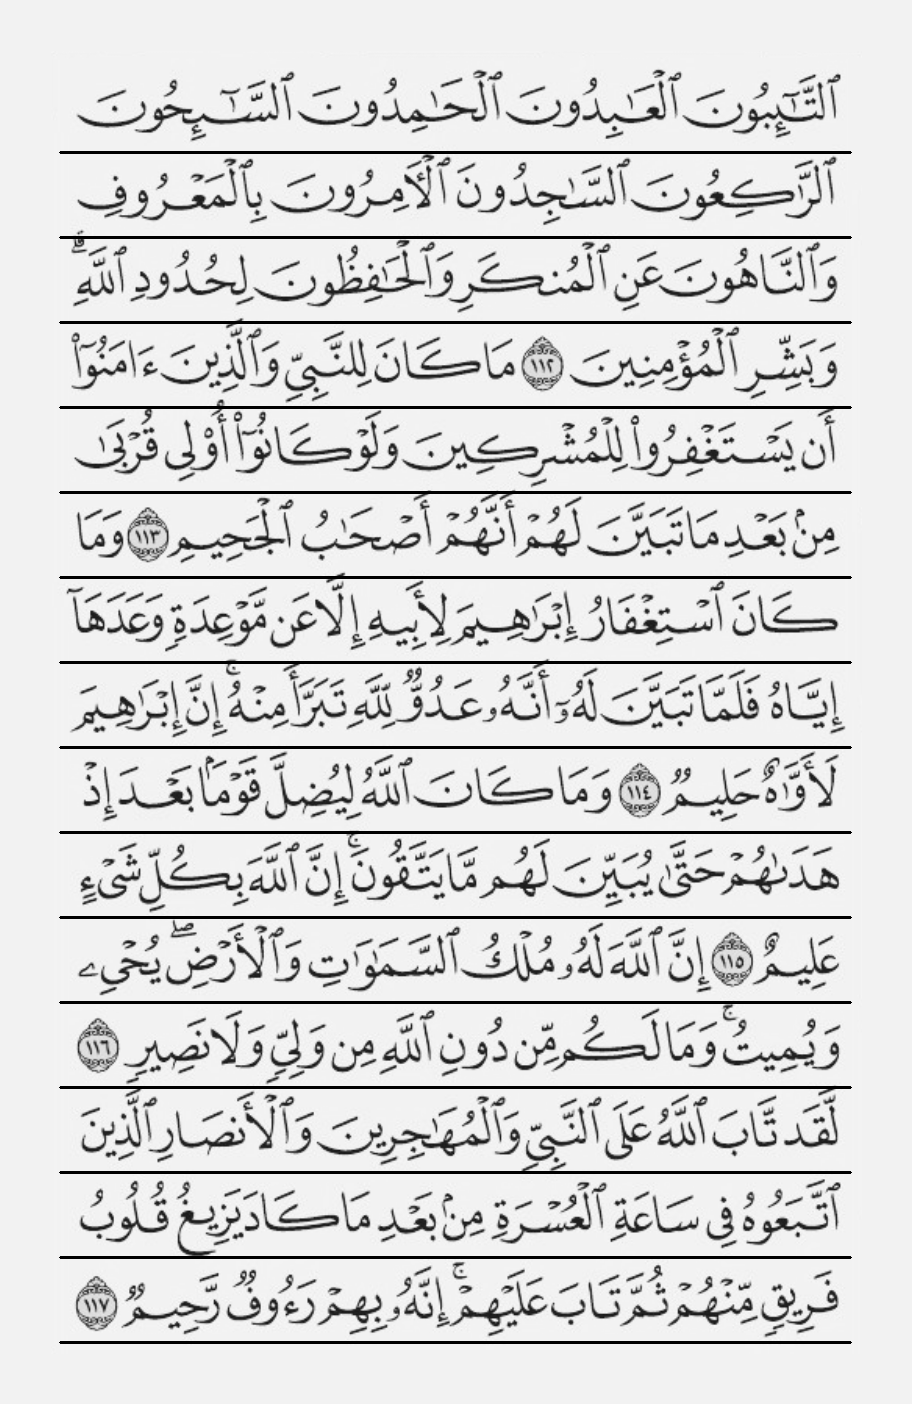 ٱلتَّـٰٓئِبُونَ ٱلْعَـٰبِدُونَ ٱلْحَـٰمِدُونَ ٱلسَّـٰٓئِحُونَ
ٱلرَّٰكِعُونَ ٱلسَّـٰجِدُونَ ٱلْـَٔامِرُونَ بِٱلْمَعْرُوفِ
وَٱلنَّاهُونَ عَنِ ٱلْمُنكَرِ وَٱلْحَـٰفِظُونَ لِحُدُودِ ٱللَّهِ ۗ
وَبَشِّرِ ٱلْمُؤْمِنِينَ ١١٢ مَا كَانَ لِلنَّبِىِّ وَٱلَّذِينَ ءَامَنُوٓا۟
أَن يَسْتَغْفِرُوا۟ لِلْمُشْرِكِينَ وَلَوْ كَانُوٓا۟ أُو۟لِى قُرْبَىٰ
مِنۢ بَعْدِ مَا تَبَيَّنَ لَهُمْ أَنَّهُمْ أَصْحَـٰبُ ٱلْجَحِيمِ ١١٣ وَمَا
كَانَ ٱسْتِغْفَارُ إِبْرَٰهِيمَ لِأَبِيهِ إِلَّا عَن مَّوْعِدَةٍ وَعَدَهَآ
إِيَّاهُ فَلَمَّا تَبَيَّنَ لَهُۥٓ أَنَّهُۥ عَدُوٌّ لِّلَّهِ تَبَرَّأَ مِنْهُ ۚ إِنَّ إِبْرَٰهِيمَ
لَأَوَّٰهٌ حَلِيمٌ ١١٤ وَمَا كَانَ ٱللَّهُ لِيُضِلَّ قَوْمًۢا بَعْدَ إِذْ
هَدَىٰهُمْ حَتَّىٰ يُبَيِّنَ لَهُم مَّا يَتَّقُونَ ۚ إِنَّ ٱللَّهَ بِكُلِّ شَىْءٍ
عَلِيمٌ ١١٥ إِنَّ ٱللَّهَ لَهُۥ مُلْكُ ٱلسَّمَـٰوَٰتِ وَٱلْأَرْضِ ۖ يُحْىِۦ
وَيُمِيتُ ۚ وَمَا لَكُم مِّن دُونِ ٱللَّهِ مِن وَلِىٍّ وَلَا نَصِيرٍ ١١٦
لَّقَد تَّابَ ٱللَّهُ عَلَى ٱلنَّبِىِّ وَٱلْمُهَـٰجِرِينَ وَٱلْأَنصَارِ ٱلَّذِينَ
ٱتَّبَعُوهُ فِى سَاعَةِ ٱلْعُسْرَةِ مِنۢ بَعْدِ مَا كَادَ يَزِيغُ قُلُوبُ
فَرِيقٍ مِّنْهُمْ ثُمَّ تَابَ عَلَيْهِمْ ۚ إِنَّهُۥ بِهِمْ رَءُوفٌ رَّحِيمٌ ١١٧